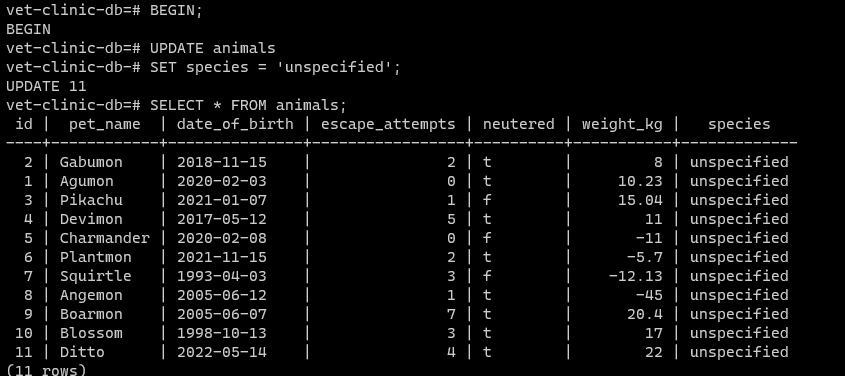 vet-clinic-db=# BEGIN;
BEGIN
vet-clinic-db=# UPDATE animals
vet-clinic-db-# SET species = 'unspecified';
UPDATE 11
vet-clinic-db=# SELECT * FROM animals;
 id |  pet_name  | date_of_birth | escape_attempts | neutered | weight_kg |   species
----+------------+---------------+-----------------+----------+-----------+-------------
  2 | Gabumon    | 2018-11-15    |               2 | t        |         8 | unspecified
  1 | Agumon     | 2020-02-03    |               0 | t        |     10.23 | unspecified
  3 | Pikachu    | 2021-01-07    |               1 | f        |     15.04 | unspecified
  4 | Devimon    | 2017-05-12    |               5 | t        |        11 | unspecified
  5 | Charmander | 2020-02-08    |               0 | f        |       -11 | unspecified
  6 | Plantmon   | 2021-11-15    |               2 | t        |      -5.7 | unspecified
  7 | Squirtle   | 1993-04-03    |               3 | f        |    -12.13 | unspecified
  8 | Angemon    | 2005-06-12    |               1 | t        |       -45 | unspecified
  9 | Boarmon    | 2005-06-07    |               7 | t        |      20.4 | unspecified
 10 | Blossom    | 1998-10-13    |               3 | t        |        17 | unspecified
 11 | Ditto      | 2022-05-14    |               4 | t        |        22 | unspecified
(11 rows)